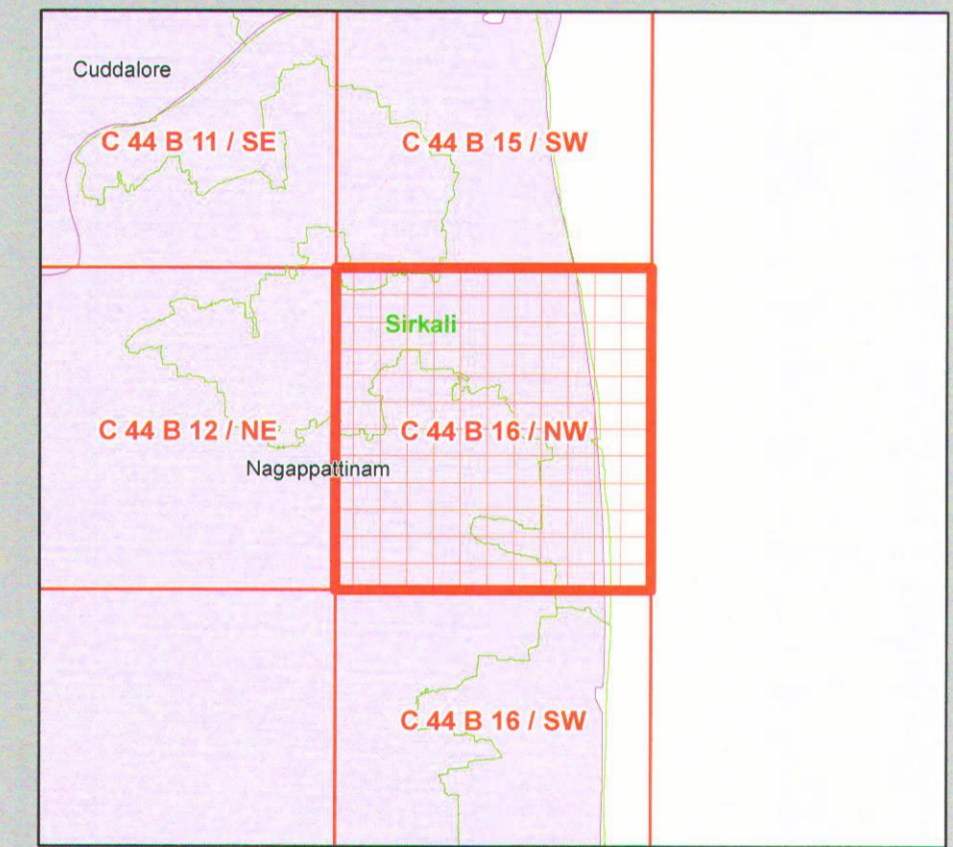 Cuddalore
C 44 B 11 / SE
C 44 B 15 / SW
Sirkali
C 44 B 12 / NE
C 44 B 16 / NW
Nagappattinam
C 44 B 16 / SW